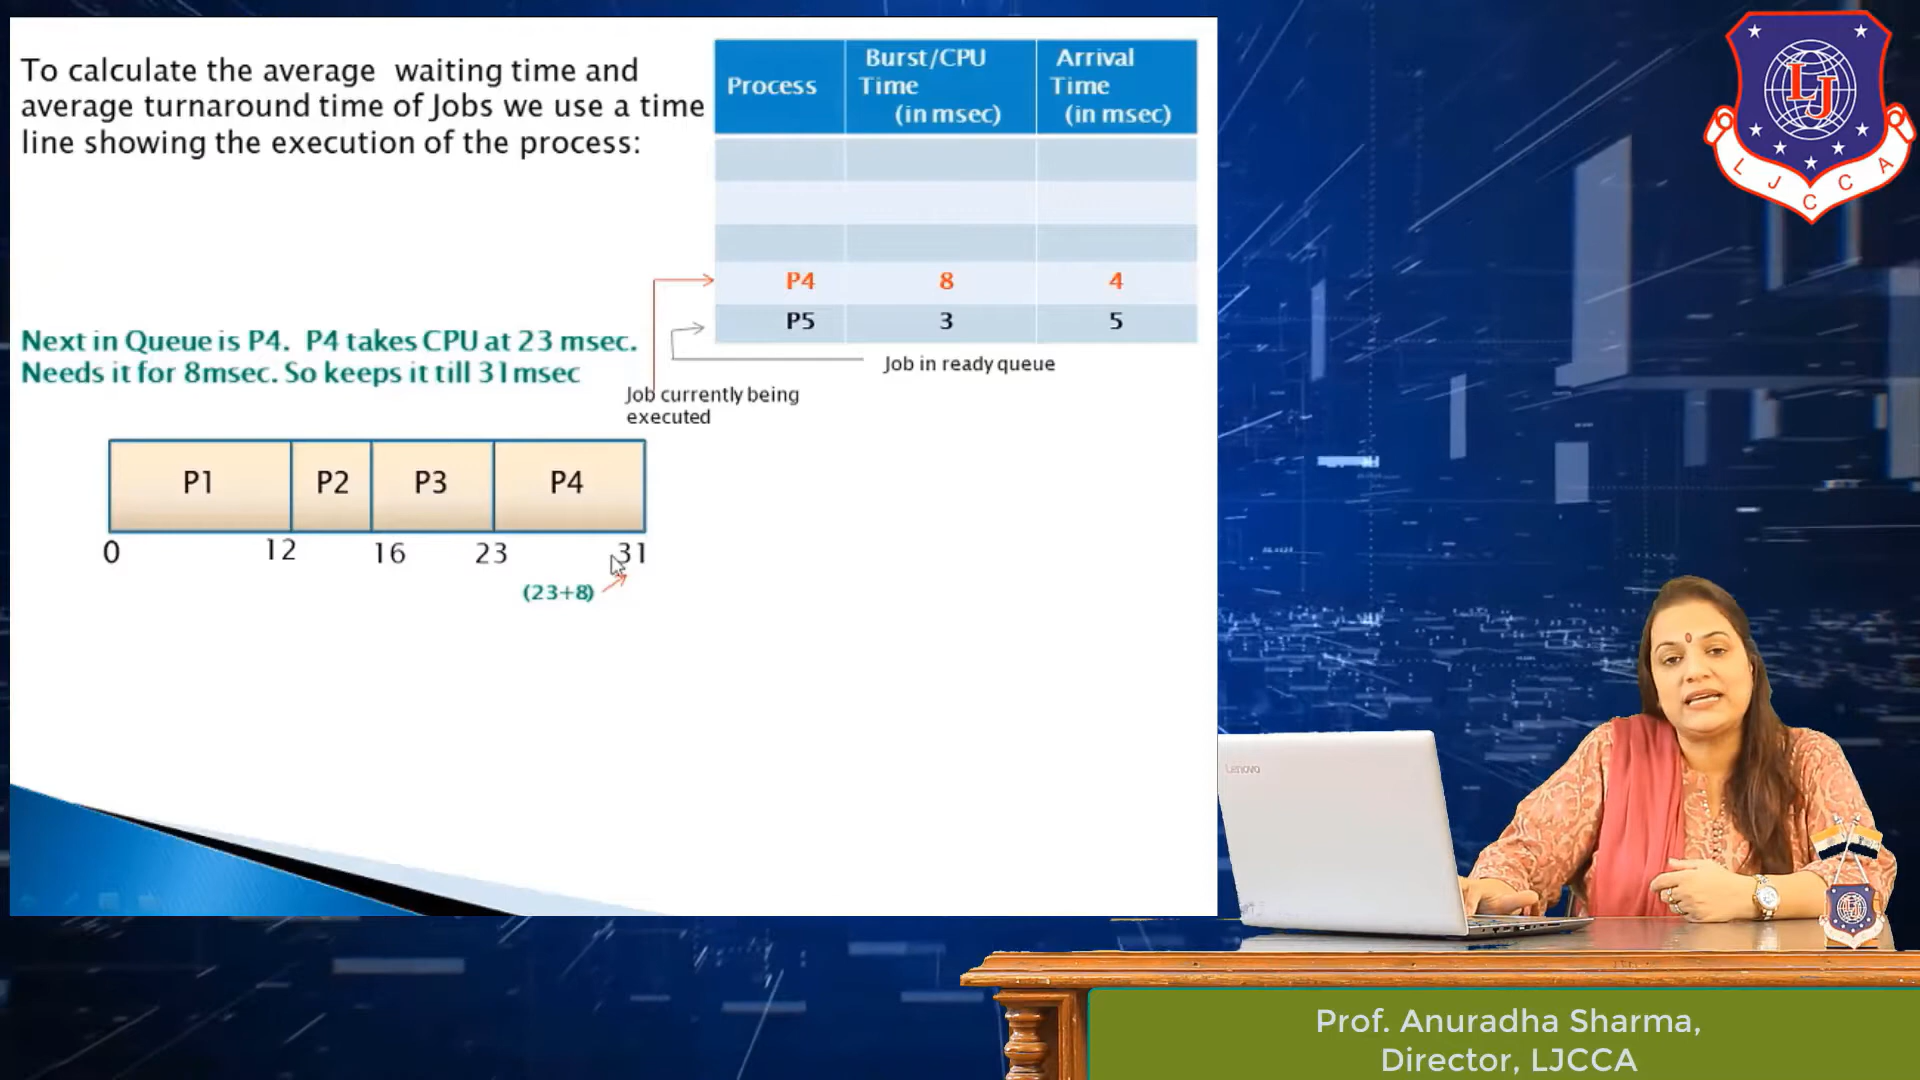 To calculate the average waiting time and
average turnaround time of Jobs we use a time
line showing the execution of the process:
Process Burst/CPU Time (in msec) Arrival Time (in msec)
P4 8 4
P5 3 5
Next in Queue is P4. P4 takes CPU at 23 msec.
Needs it for 8msec. So keeps it till 31msec
Job in ready queue
Job currently being
executed
P1 P2 P3 P4
0 12 16 23 31
(23+8)
LJ
L J C C A
Lenovo
Prof. Anuradha Sharma,
Director, LJCCA